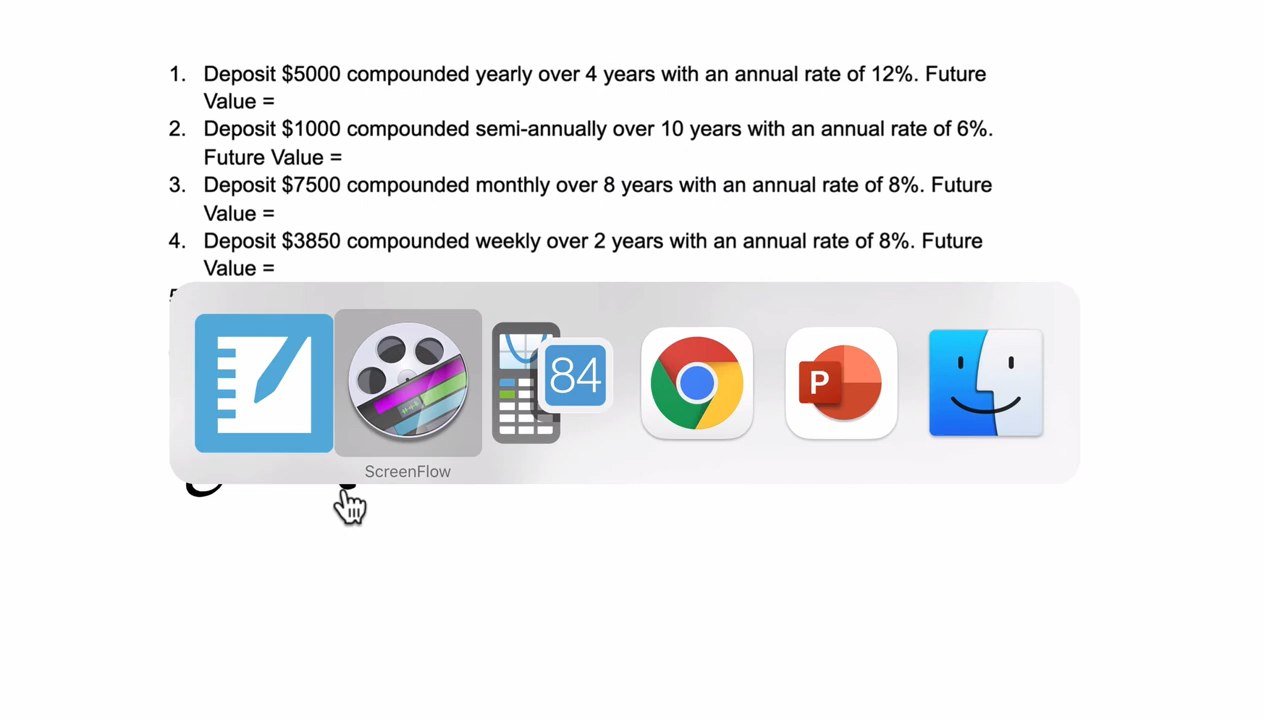 1. Deposit $5000 compounded yearly over 4 years with an annual rate of 12%. Future
Value =
2. Deposit $1000 compounded semi-annually over 10 years with an annual rate of 6%.
Future Value =
3. Deposit $7500 compounded monthly over 8 years with an annual rate of 8%. Future
Value =
4. Deposit $3850 compounded weekly over 2 years with an annual rate of 8%. Future
Value =
84
P
ScreenFlow